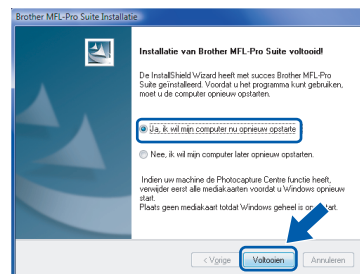 Brother MFL-Pro Suite Installatie
Installatie van Brother MFL-Pro Suite voltooid!
De InstallShield Wizard heeft met succes Brother MFL-Pro
Suite geïnstalleerd. Voordat u het programma kunt gebruiken,
moet u de computer opnieuw opstarten.
Ja, ik wil mijn computer nu opnieuw opstarte
Nee, ik wil mijn computer later opnieuw opstarten.
Indien uw machine de Photocapture Centre functie heeft,
verwijder eerst alle mediakaarten voordat u Windows opnieuw
start.
Plaats geen mediakaart totdat Windows geheel is
< Vorige
Voltooien
Annuleren